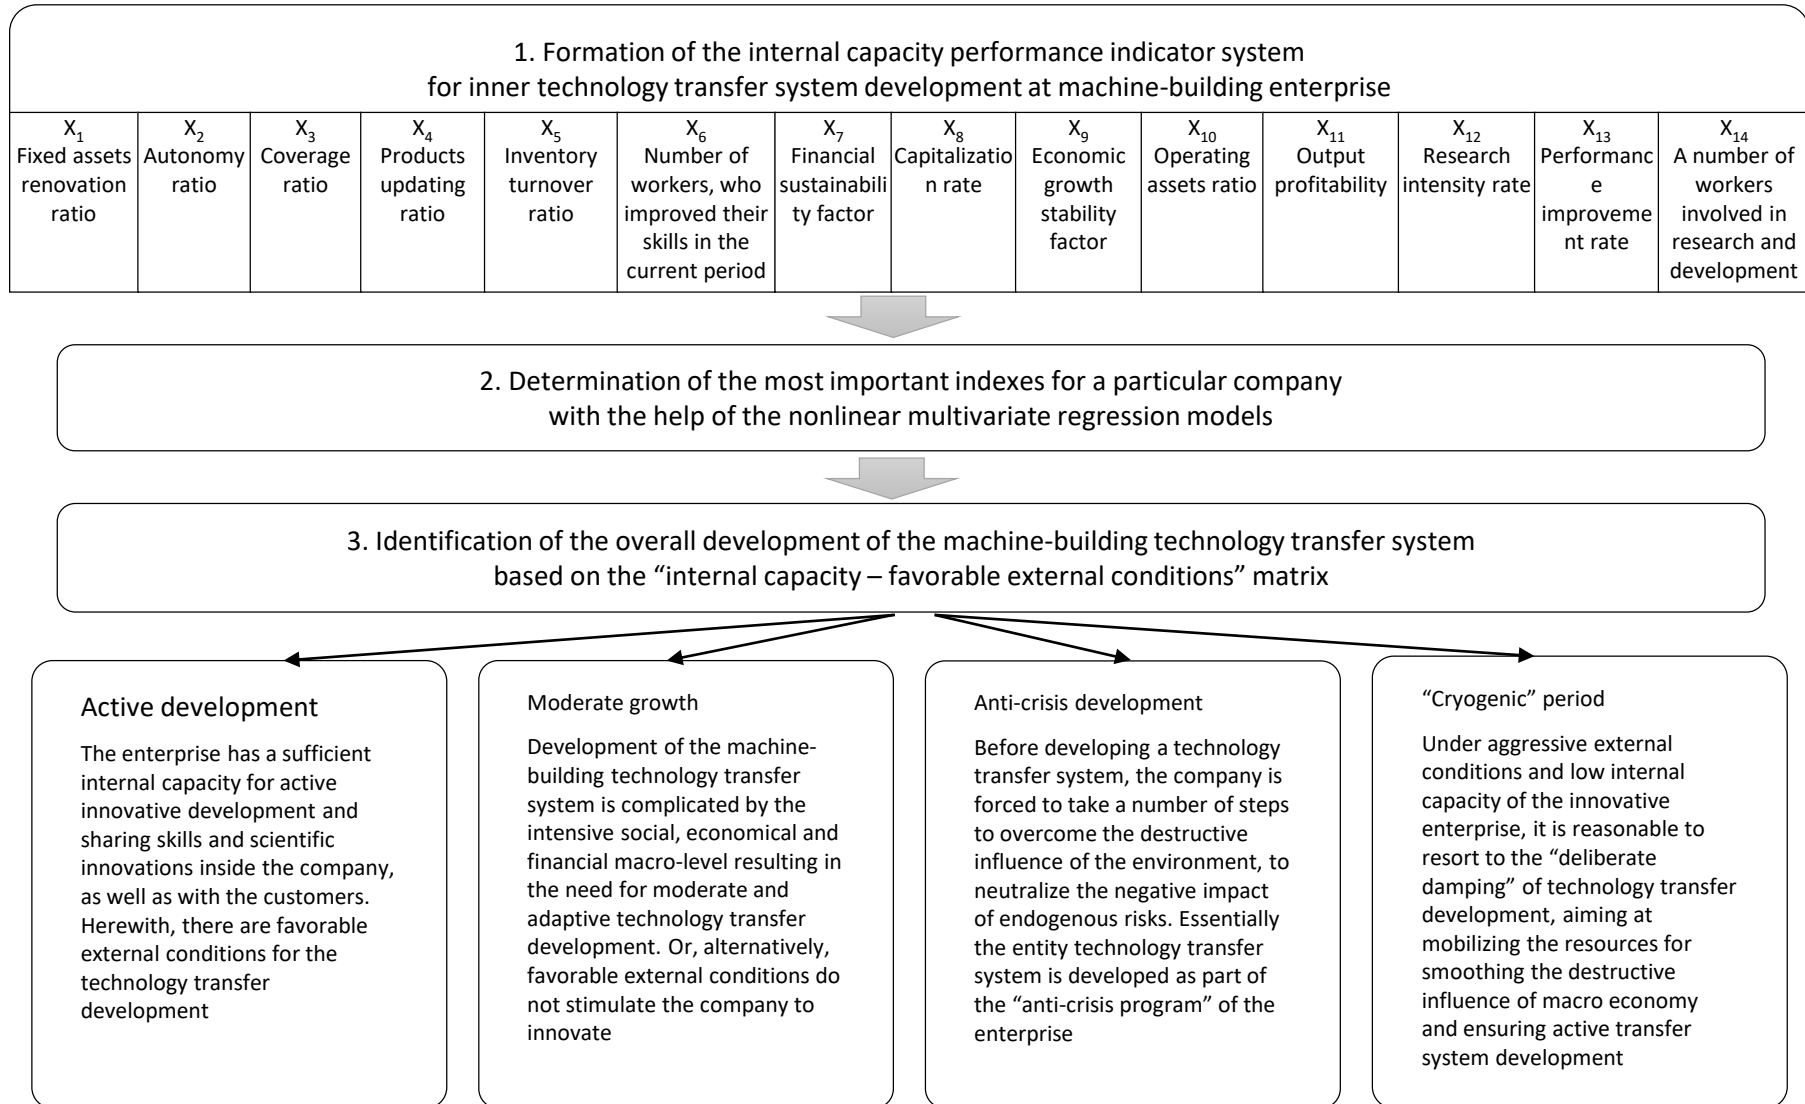 1. Formation of the internal capacity performance indicator system
for inner technology transfer system development at machine-building enterprise
X1
Fixed assets
renovation
ratio
X2
Autonomy
ratio
X3
Coverage
ratio
X4
Products
updating
ratio
X5
Inventory
turnover
ratio
X6
Number of
workers, who
improved their
skills in the
current period
X7
Financial
sustainabili
ty factor
X8
Capitalizatio
n rate
X9
Economic
growth
stability
factor
X10
Operating
assets ratio
X11
Output
profitability
X12
Research
intensity rate
X13
Performanc
e
improveme
nt rate
X14
A number of
workers
involved in
research and
development
2. Determination of the most important indexes for a particular company
with the help of the nonlinear multivariate regression models
3. Identification of the overall development of the machine-building technology transfer system
based on the “internal capacity – favorable external conditions” matrix
Active development
The enterprise has a sufficient
internal capacity for active
innovative development and
sharing skills and scientific
innovations inside the company,
as well as with the customers.
Herewith, there are favorable
external conditions for the
technology transfer
development
Moderate growth
Development of the machine-
building technology transfer
system is complicated by the
intensive social, economical and
financial macro-level resulting in
the need for moderate and
adaptive technology transfer
development. Or, alternatively,
favorable external conditions do
not stimulate the company to
innovate
Anti-crisis development
Before developing a technology
transfer system, the company is
forced to take a number of steps
to overcome the destructive
influence of the environment, to
neutralize the negative impact
of endogenous risks. Essentially
the entity technology transfer
system is developed as part of
the “anti-crisis program” of the
enterprise
“Cryogenic” period
Under aggressive external
conditions and low internal
capacity of the innovative
enterprise, it is reasonable to
resort to the “deliberate
damping” of technology transfer
development, aiming at
mobilizing the resources for
smoothing the destructive
influence of macro economy
and ensuring active transfer
system development